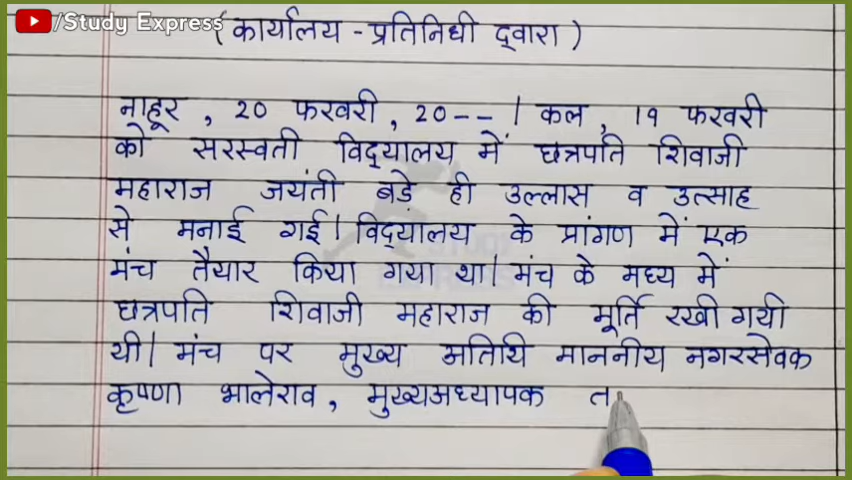 /Study Express
(कार्यालय - प्रतिनिधी द्वारा)
नाहूर, 20 फरवरी, 20-- | कल, 19 फरवरी
को सरस्वती विद्यालय में छत्रपति शिवाजी
महाराज जयंती बड़े ही उल्लास व उत्साह
से मनाई गई। विद्यालय के प्रांगण में एक
मंच तैयार किया गया था। मंच के मध्य में
छत्रपति शिवाजी महाराज की मूर्ति रखी गयी
थी। मंच पर मुख्य अतिथि माननीय नगरसेवक
कृष्णा भालेराव, मुख्यअध्यापक त